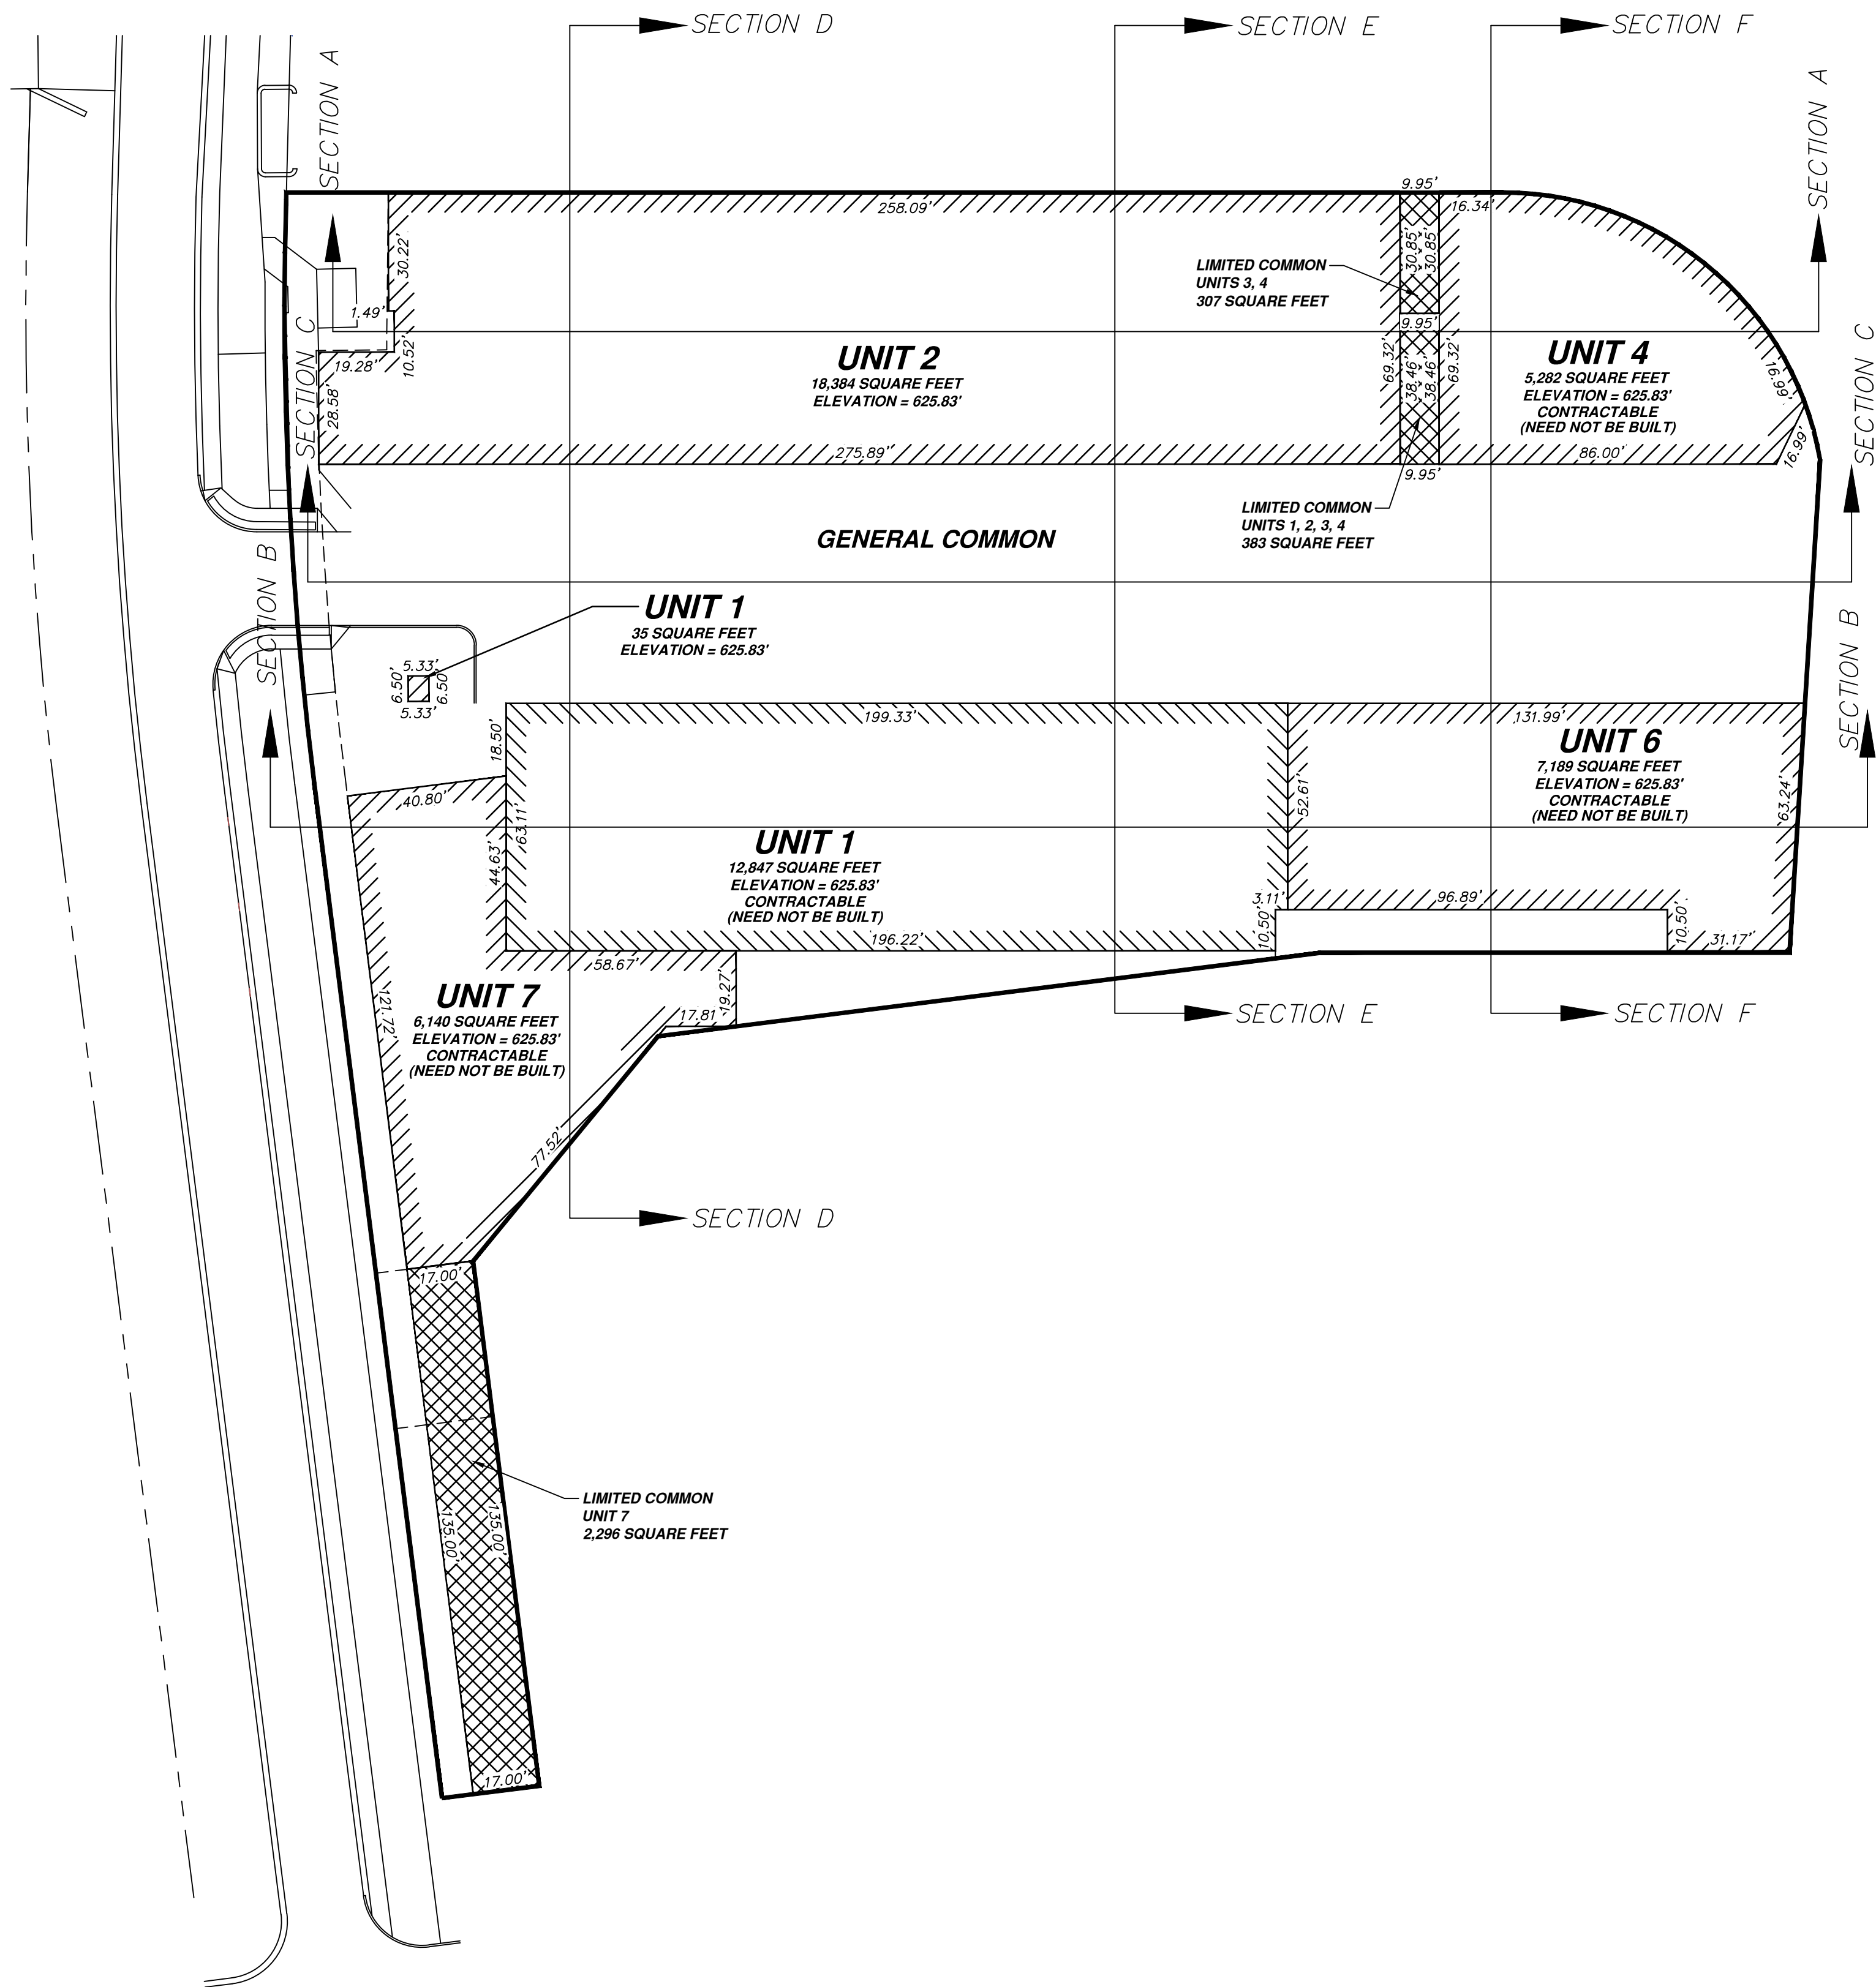 SECTION D
SECTION E
SECTION F
SECTION A
SECTION A
9.95'
258.09'
16.34'
30.22'
30.85'
30.85'
LIMITED COMMON
UNITS 3, 4
307 SQUARE FEET
1.49'
9.95'
SECTION C
SECTION C
10.52'
19.28'
28.58'
UNIT 2
18,384 SQUARE FEET
ELEVATION = 625.83'
69.32'
38.46'
38.46'
69.32'
UNIT 4
5,282 SQUARE FEET
ELEVATION = 625.83'
CONTRACTABLE
(NEED NOT BE BUILT)
16.99'
16.99'
275.89'
9.95'
86.00'
LIMITED COMMON
UNITS 1, 2, 3, 4
383 SQUARE FEET
GENERAL COMMON
SECTION B
SECTION B
UNIT 1
35 SQUARE FEET
ELEVATION = 625.83'
5.33'
6.50'
6.50'
5.33'
18.50'
199.33'
131.99'
UNIT 6
7,189 SQUARE FEET
ELEVATION = 625.83'
CONTRACTABLE
(NEED NOT BE BUILT)
40.80'
63.11'
52.61'
63.24'
44.63'
UNIT 1
12,847 SQUARE FEET
ELEVATION = 625.83'
CONTRACTABLE
(NEED NOT BE BUILT)
3.11'
96.89'
10.50'
10.50'
196.22'
31.17'
58.67'
19.27'
17.81
121.72'
UNIT 7
6,140 SQUARE FEET
ELEVATION = 625.83'
CONTRACTABLE
(NEED NOT BE BUILT)
SECTION E
SECTION F
77.52'
SECTION D
17.00'
LIMITED COMMON
UNIT 7
2,296 SQUARE FEET
135.00'
135.00'
17.00'